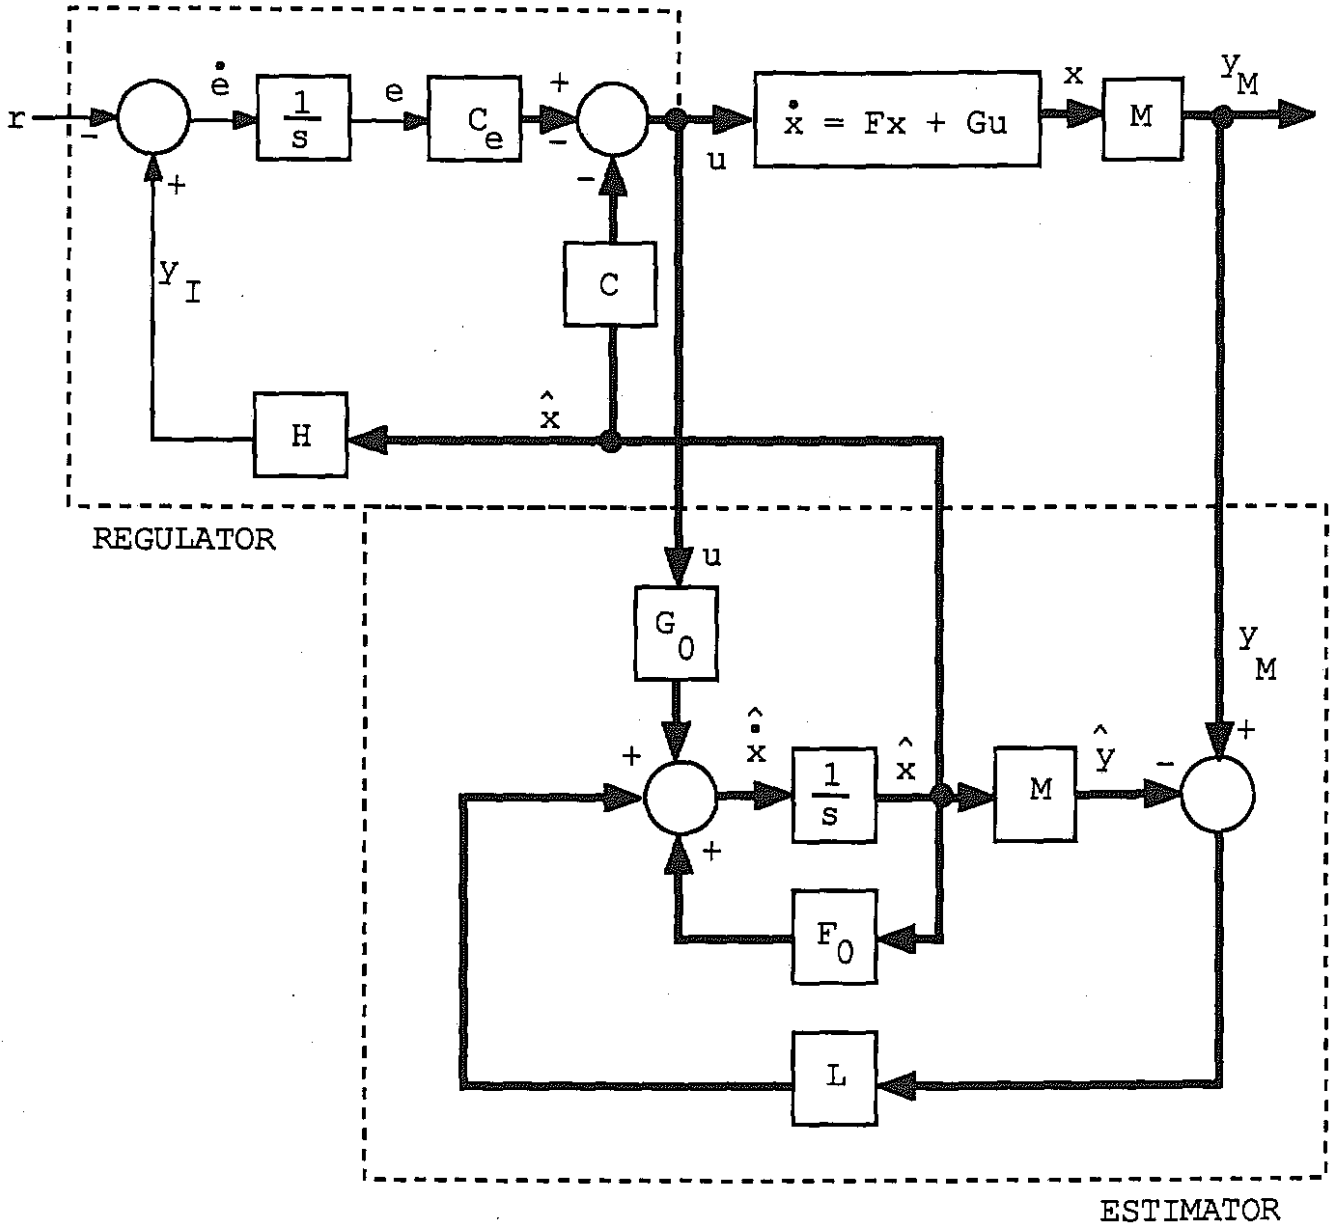 r
-
+
ė
1
s
e
C_e
+
-
-
u
ẋ = Fx + Gu
x
M
y_M
C
y_I
H
x̂
REGULATOR
u
G_0
y_M
+
+
x̂̇
1
s
x̂
M
ŷ
-
+
F_0
L
ESTIMATOR